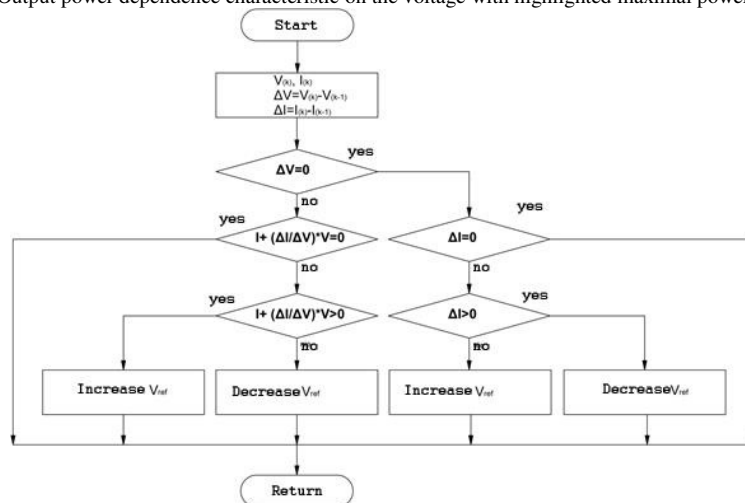 Output power dependence characteristic on the voltage with highlighted maximal power
Start
V(k), I(k)
ΔV=V(k)-V(k-1)
ΔI=I(k)-I(k-1)
yes
ΔV=0
no
yes
yes
I+ (ΔI/ΔV)*V=0
ΔI=0
no
no
yes
yes
I+ (ΔI/ΔV)*V>0
ΔI>0
no
no
Increase Vref
Decrease Vref
Increase Vref
Decrease Vref
Return